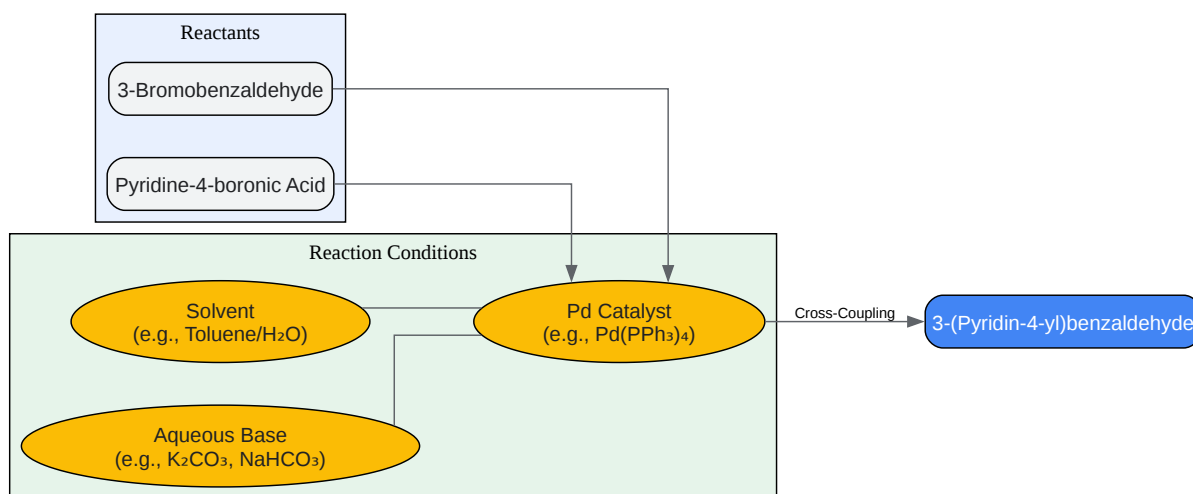 Reactants
3-Bromobenzaldehyde
Pyridine-4-boronic Acid
Reaction Conditions
Solvent
(e.g., Toluene/H₂O)
Pd Catalyst
(e.g., Pd(PPh₃)₄)
Cross-Coupling
3-(Pyridin-4-yl)benzaldehyde
Aqueous Base
(e.g., K₂CO₃, NaHCO₃)